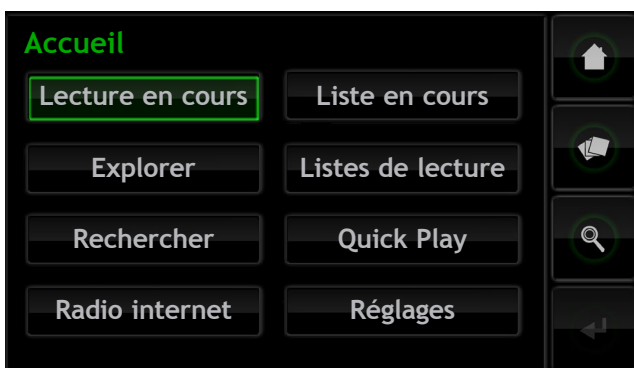 Accueil
Lecture en cours
Liste en cours
Explorer
Listes de lecture
Rechercher
Quick Play
Radio internet
Réglages